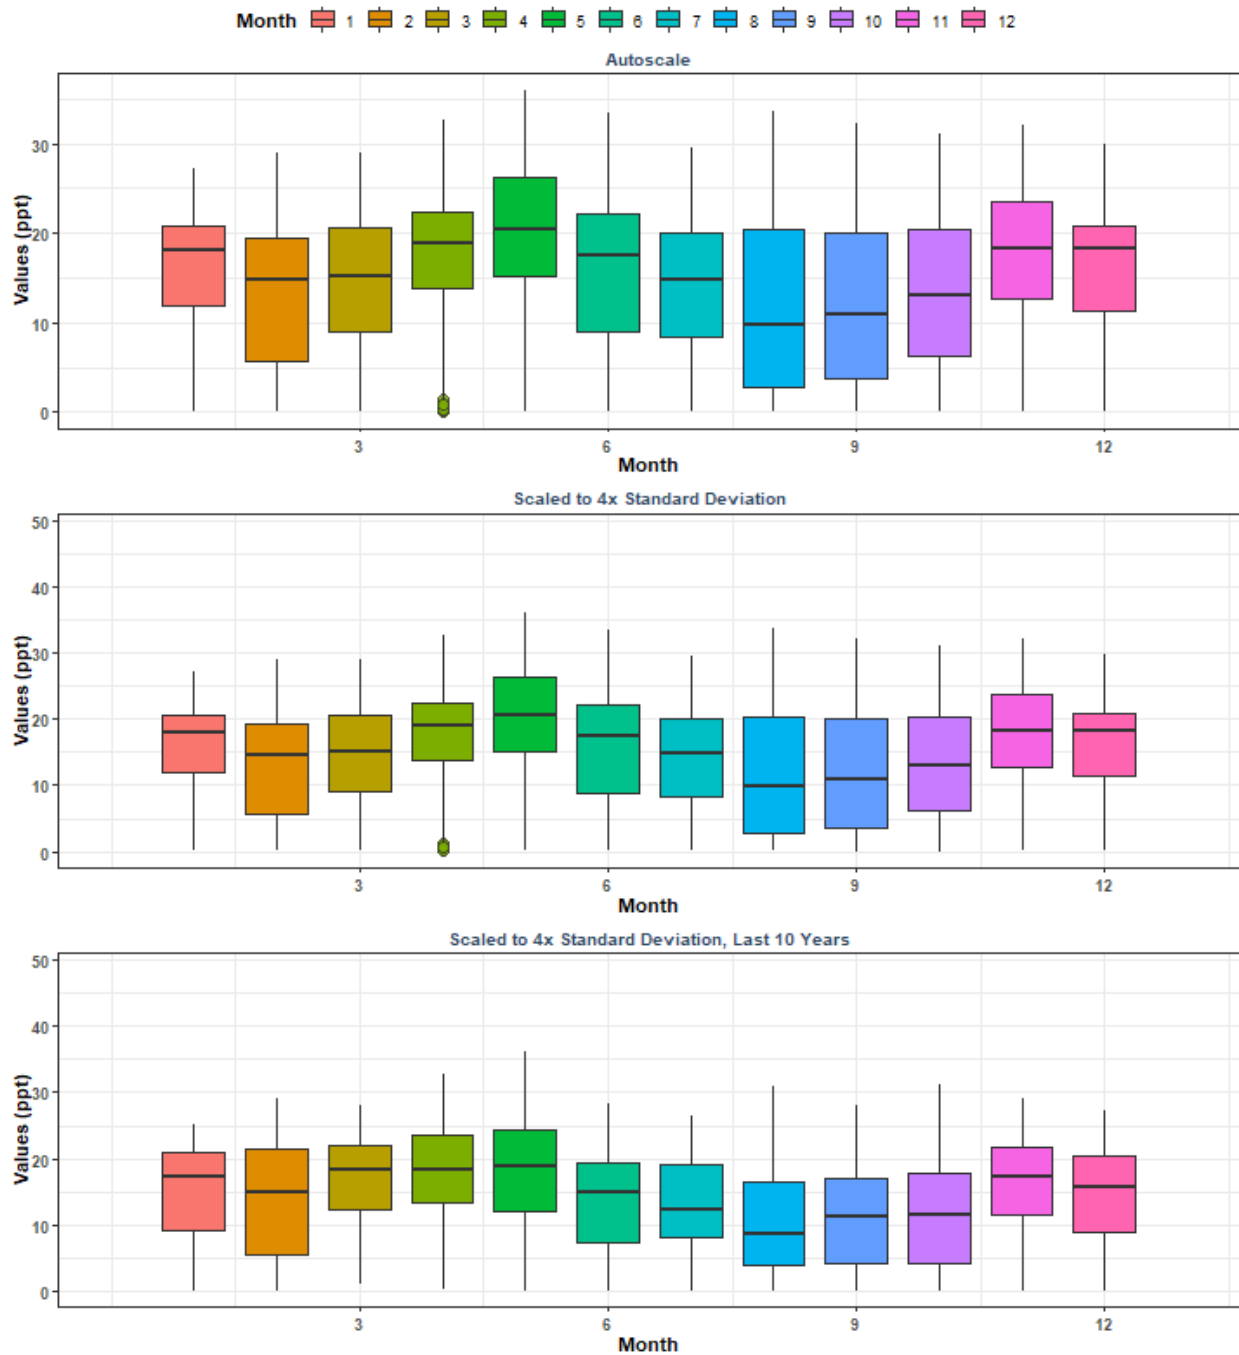 Month 1 2 3 4 5 6 7 8 9 10 11 12
Autoscale
Values (ppt)
30
20
10
0
3 6 9 12
Month
Scaled to 4x Standard Deviation
Values (ppt)
50
40
30
20
10
0
3 6 9 12
Month
Scaled to 4x Standard Deviation, Last 10 Years
Values (ppt)
50
40
30
20
10
0
3 6 9 12
Month